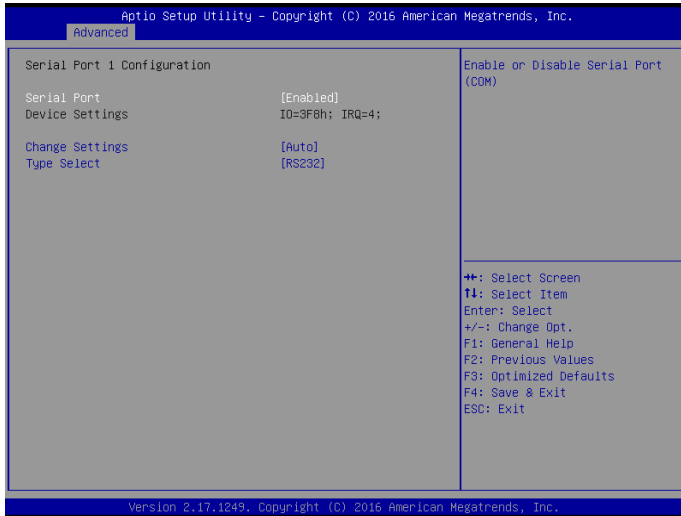 Aptio Setup Utility – Copyright (C) 2016 American Megatrends, Inc.
Advanced
Serial Port 1 Configuration
Serial Port [Enabled]
Device Settings IO=3F8h; IRQ=4;
Change Settings [Auto]
Type Select [RS232]
Enable or Disable Serial Port
(COM)
→←: Select Screen
↑↓: Select Item
Enter: Select
+/-: Change Opt.
F1: General Help
F2: Previous Values
F3: Optimized Defaults
F4: Save & Exit
ESC: Exit
Version 2.17.1249. Copyright (C) 2016 American Megatrends, Inc.